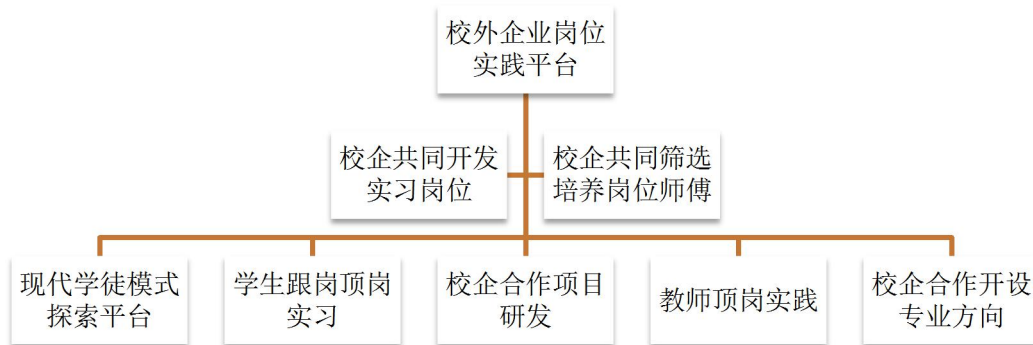 校外企业岗位
实践平台
校企共同开发
实习岗位
校企共同筛选
培养岗位师傅
现代学徒模式
探索平台
学生跟岗顶岗
实习
校企合作项目
研发
教师顶岗实践
校企合作开设
专业方向